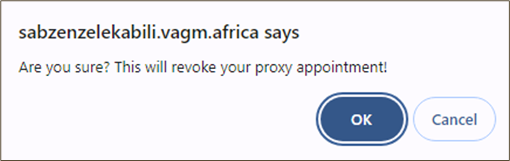 sabzenzelekabili.vagm.africa says
Are you sure? This will revoke your proxy appointment!
OK Cancel